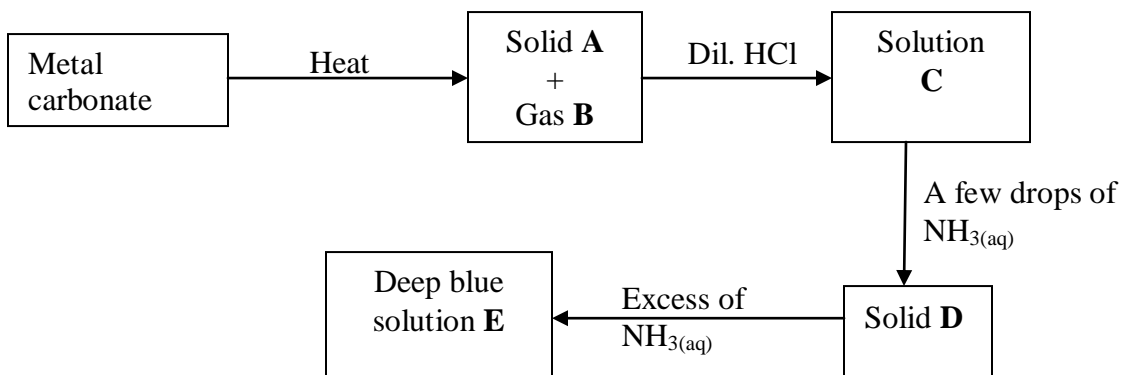 Metal
carbonate
Heat
Solid A
+
Gas B
Dil. HCl
Solution
C
A few drops of
NH3(aq)
Solid D
Excess of
NH3(aq)
Deep blue
solution E